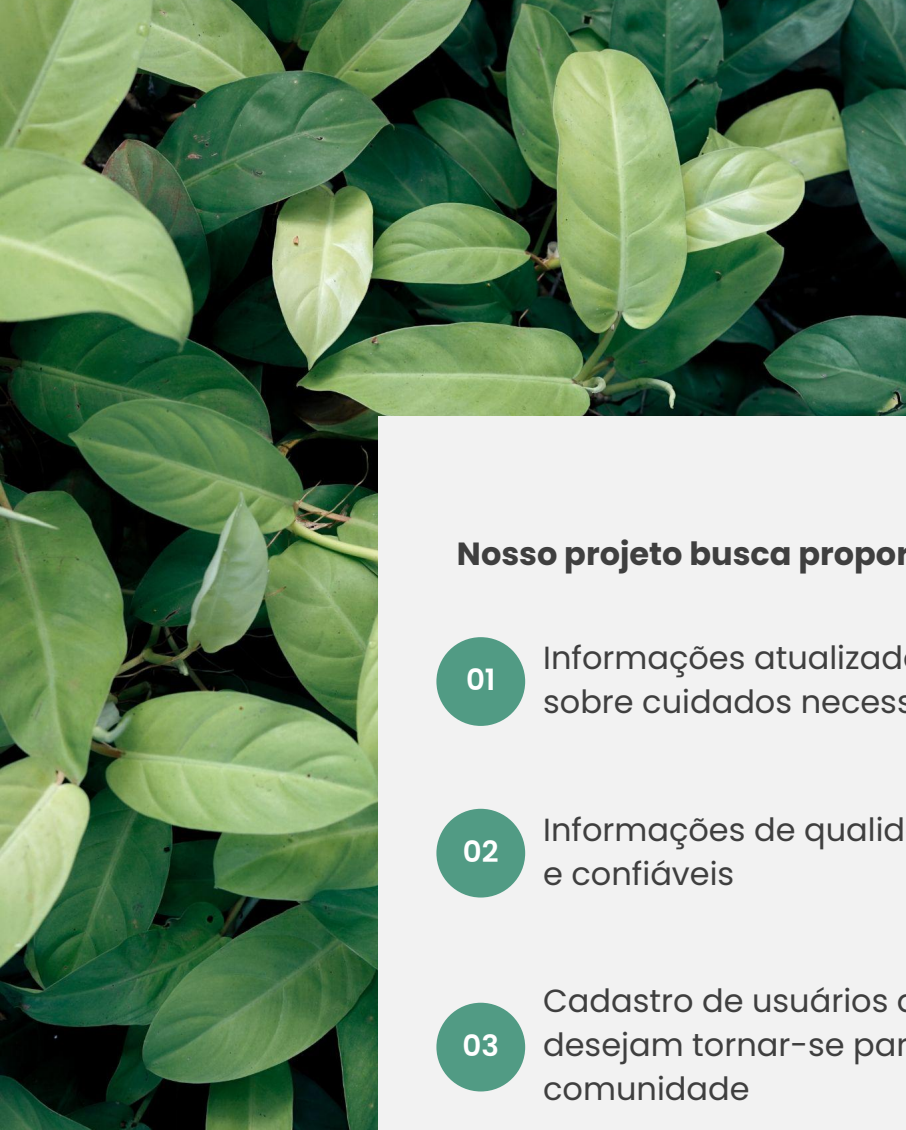 Nosso projeto busca
01
Informações
sobre cuidados
02
Informações de
e confiáveis
03
Cadastro de usuários
desejam tornar-se
comunidade